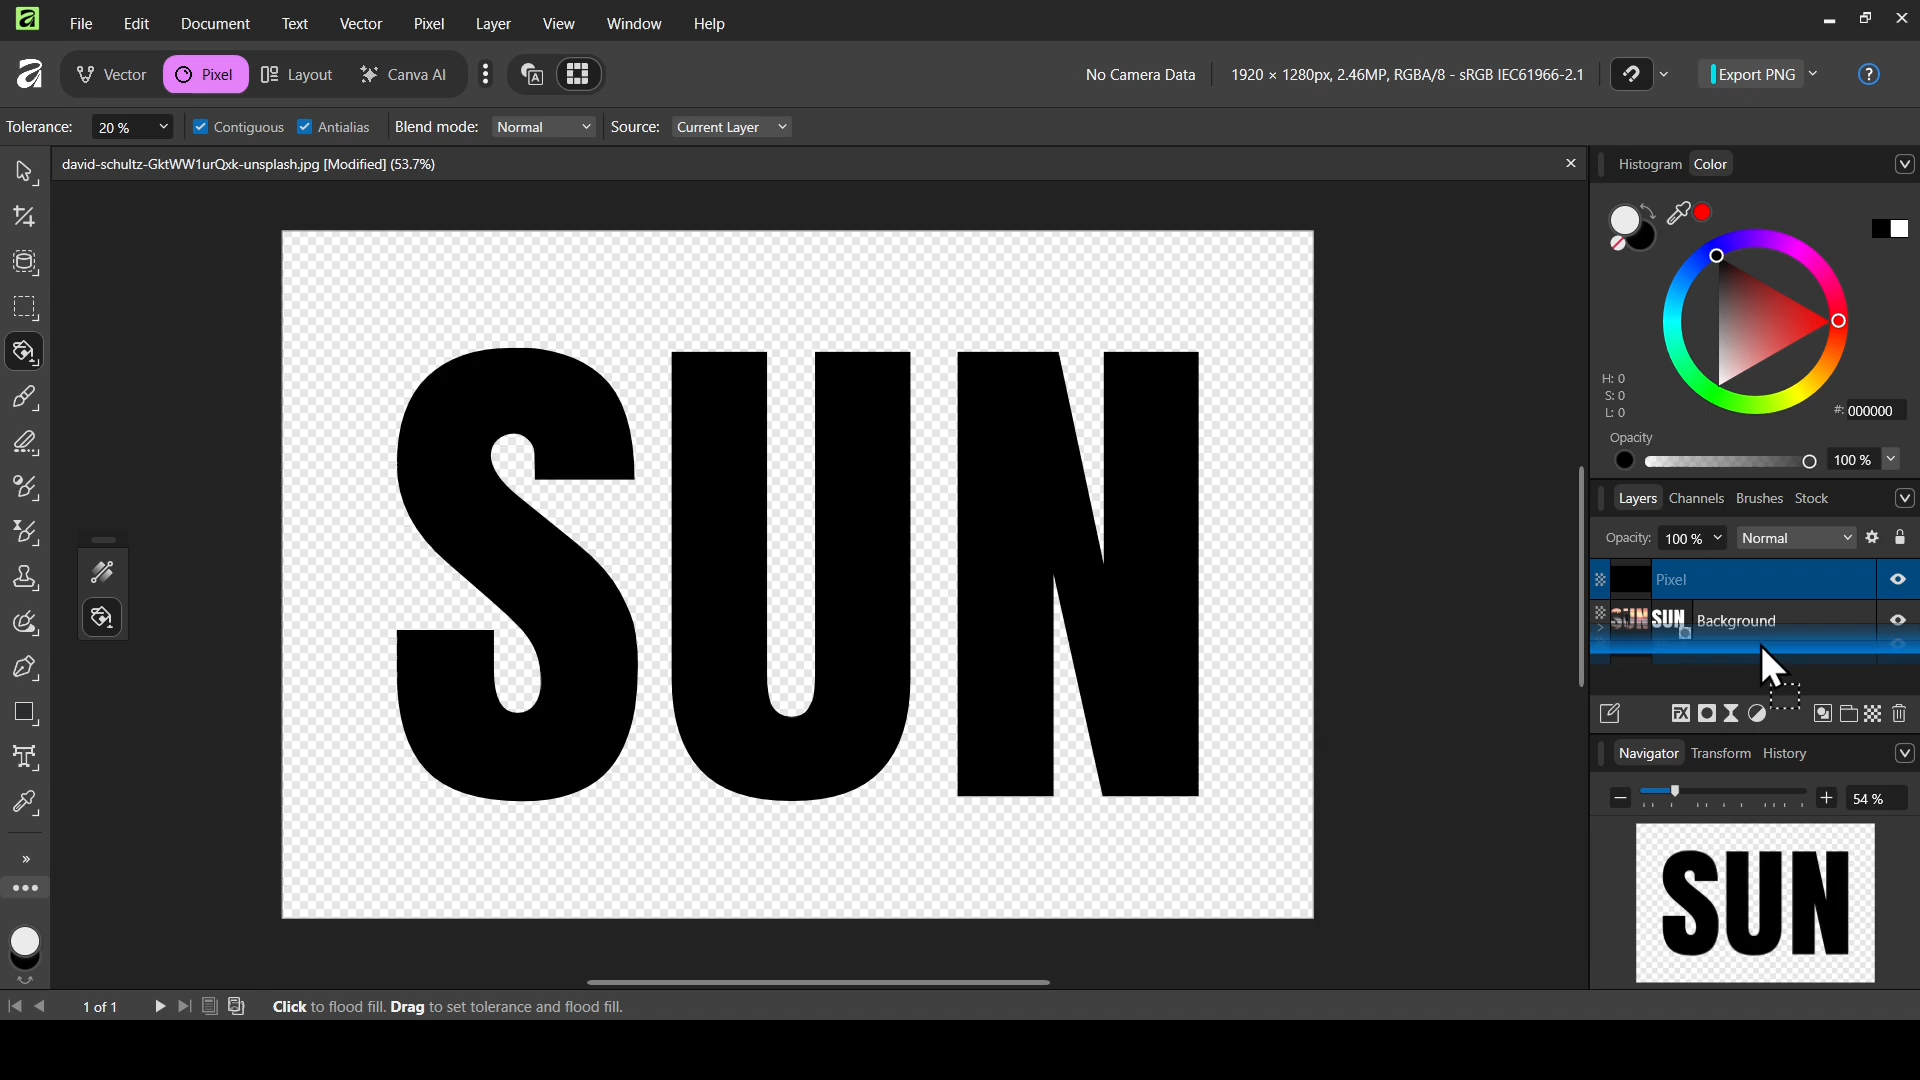 File Edit Document Text Vector Pixel Layer View Window Help
Vector Pixel Layout Canva AI No Camera Data 1920 × 1280px, 2.46MP, RGBA/8 - sRGB IEC61966-2.1 Export PNG ?
Tolerance: 20 % Contiguous Antialias Blend mode: Normal Source: Current Layer
david-schultz-GktWW1urQxk-unsplash.jpg [Modified] (53.7%)
Histogram Color
H: 0
S: 0
L: 0
#: 000000
Opacity
100 %
Layers Channels Brushes Stock
Opacity: 100 % Normal
Pixel
SUN SUN Background
FX
Navigator Transform History
54 %
SUN
SUN
1 of 1 Click to flood fill. Drag to set tolerance and flood fill.